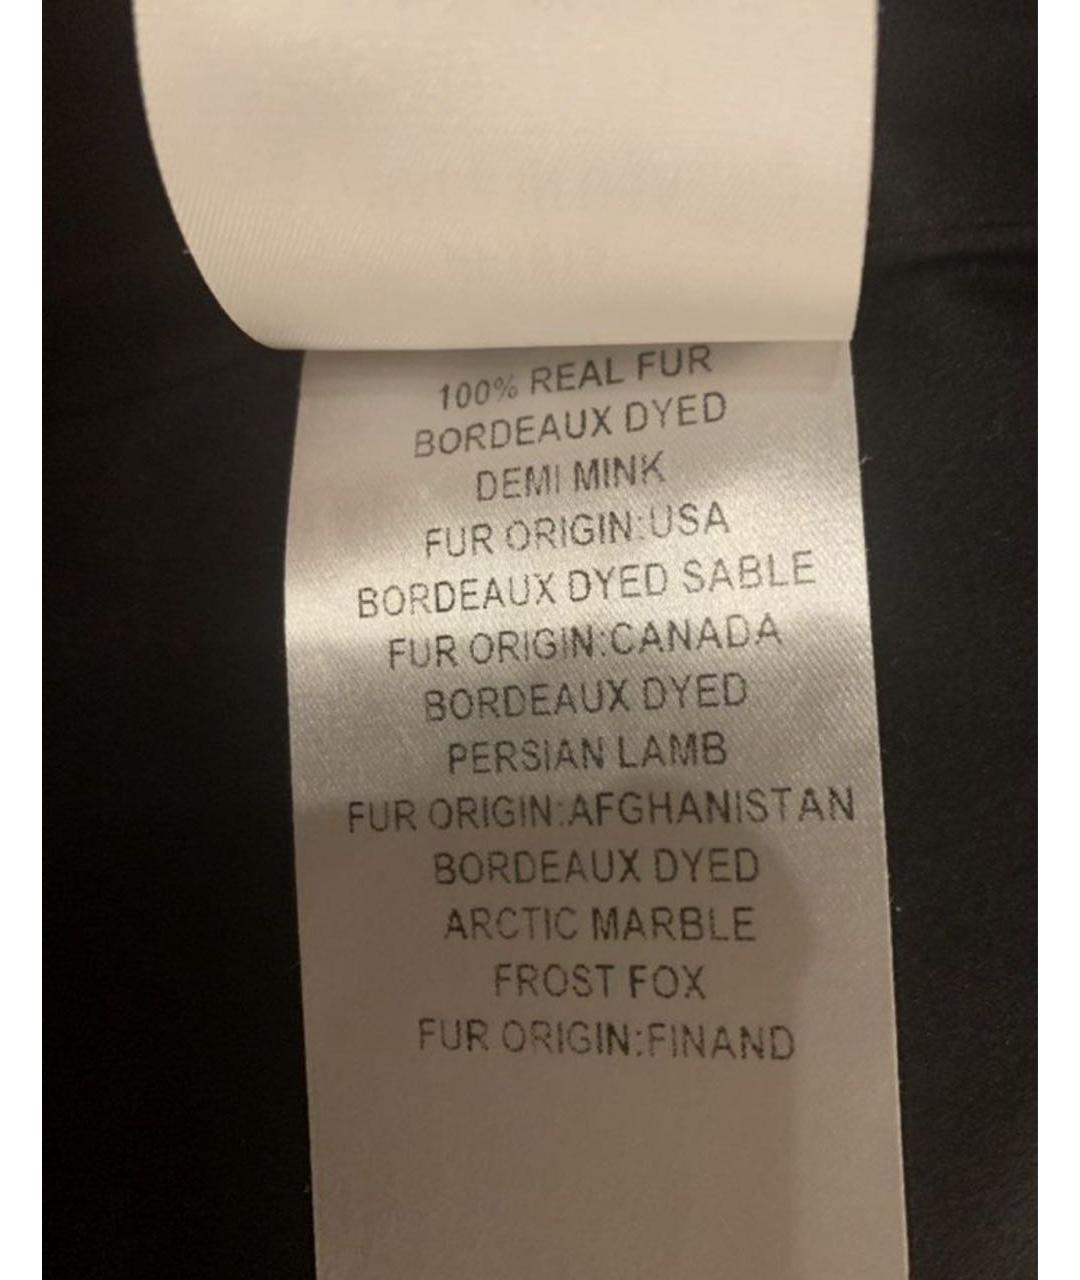 100% REAL FUR
BORDEAUX DYED
DEMI MINK
FUR ORIGIN:USA
BORDEAUX DYED SABLE
FUR ORIGIN:CANADA
BORDEAUX DYED
PERSIAN LAMB
FUR ORIGIN:AFGHANISTAN
BORDEAUX DYED
ARCTIC MARBLE
FROST FOX
FUR ORIGIN:FINAND